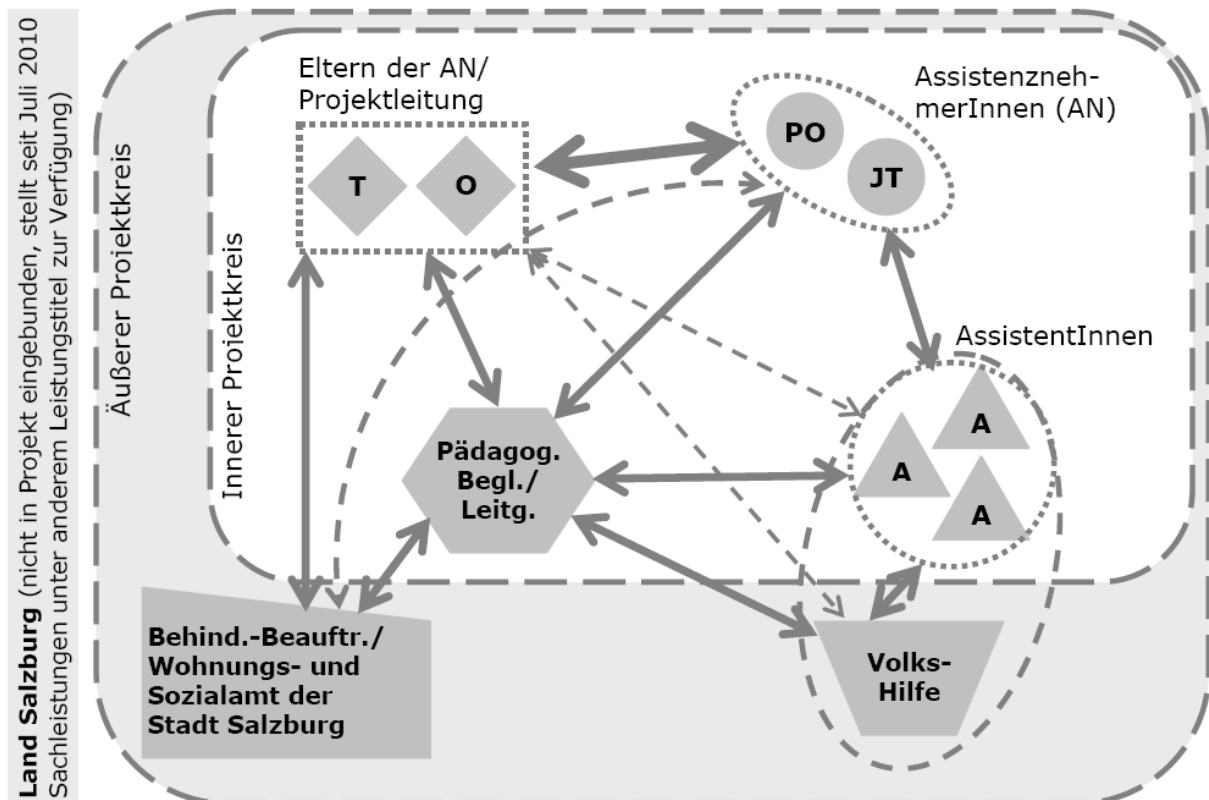 Land Salzburg (nicht in Projekt eingebunden, stellt seit Juli 2010
Sachleistungen unter anderem Leistungstitel zur Verfügung)
Äußerer Projektkreis
Innerer Projektkreis
Eltern der AN/
Projektleitung
T
O
Assistenzneh-
merInnen (AN)
PO
JT
AssistentInnen
A
A
A
Pädagog.
Begl./
Leitg.
Behind.-Beauftr./
Wohnungs- und
Sozialamt der
Stadt Salzburg
Volks-
Hilfe